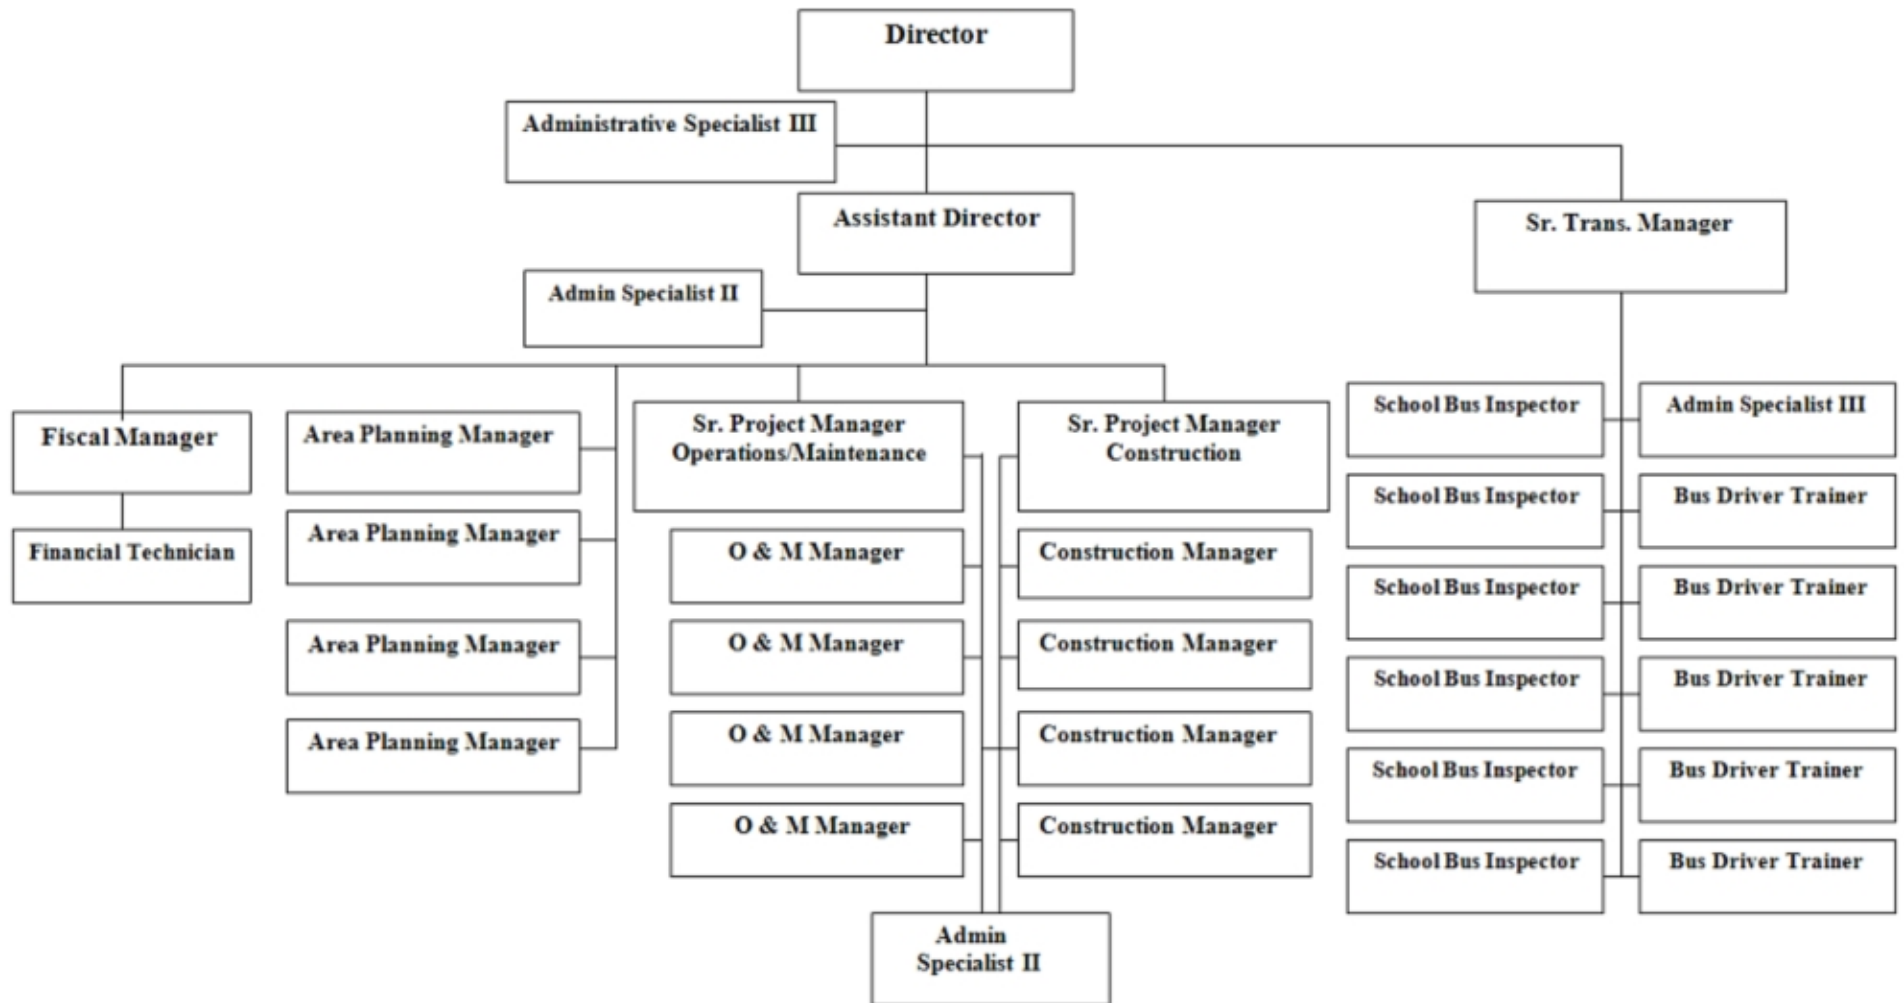 Director
Administrative Specialist III
Assistant Director
Sr. Trans. Manager
Admin Specialist II
Fiscal Manager
Financial Technician
Area Planning Manager
Area Planning Manager
Area Planning Manager
Area Planning Manager
Sr. Project Manager
Operations/Maintenance
O & M Manager
O & M Manager
O & M Manager
O & M Manager
Sr. Project Manager
Construction
Construction Manager
Construction Manager
Construction Manager
Construction Manager
Admin
Specialist II
School Bus Inspector
School Bus Inspector
School Bus Inspector
School Bus Inspector
School Bus Inspector
School Bus Inspector
Admin Specialist III
Bus Driver Trainer
Bus Driver Trainer
Bus Driver Trainer
Bus Driver Trainer
Bus Driver Trainer